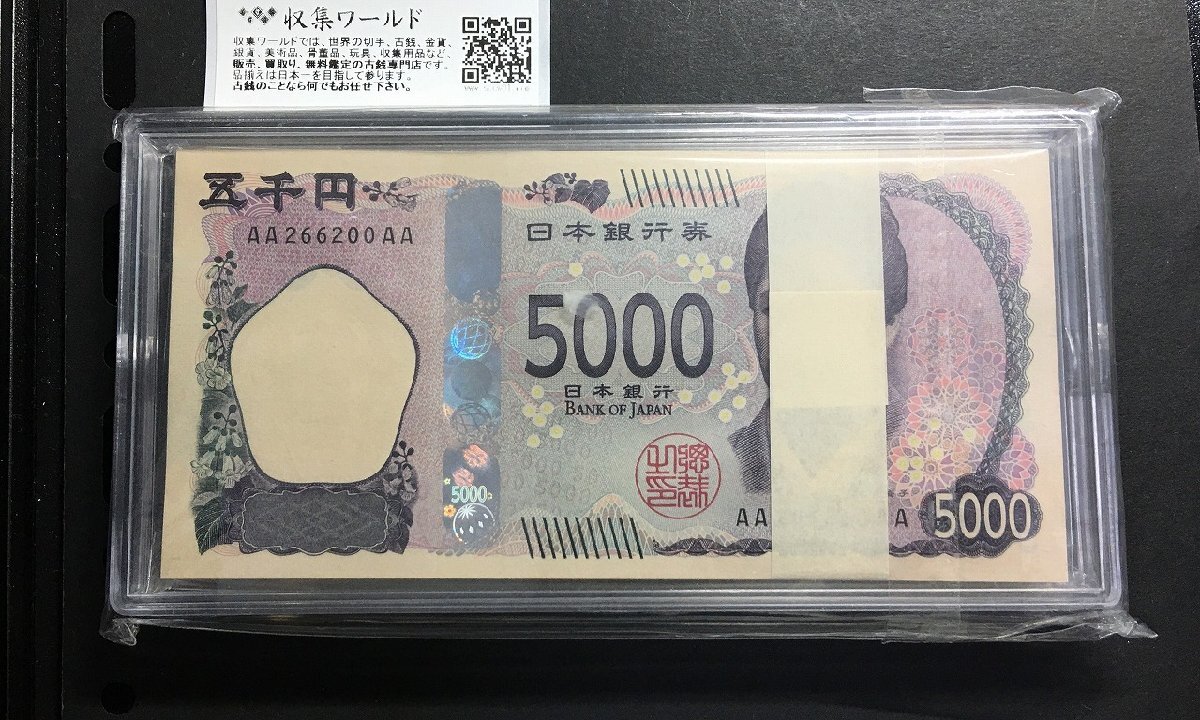 収集ワールド
収集ワールドでは、世界の切手、古銭、金貨、
銀貨、美術品、骨董品、玩具、収集用品など、
販売、買取り、無料鑑定の古銭専門店です。
品揃えは日本一を目指して参ります。
古銭のことなら何でもお任せ下さい。
五千円
AA266200AA
日本銀行券
5000
日本銀行
BANK OF JAPAN
5000
AA
A
5000